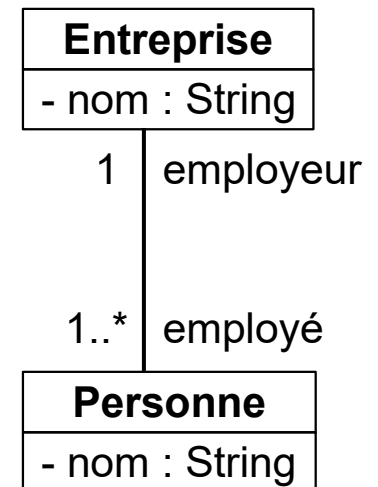 Entreprise
- nom : String
1 employeur
1..* employé
Personne
- nom : String